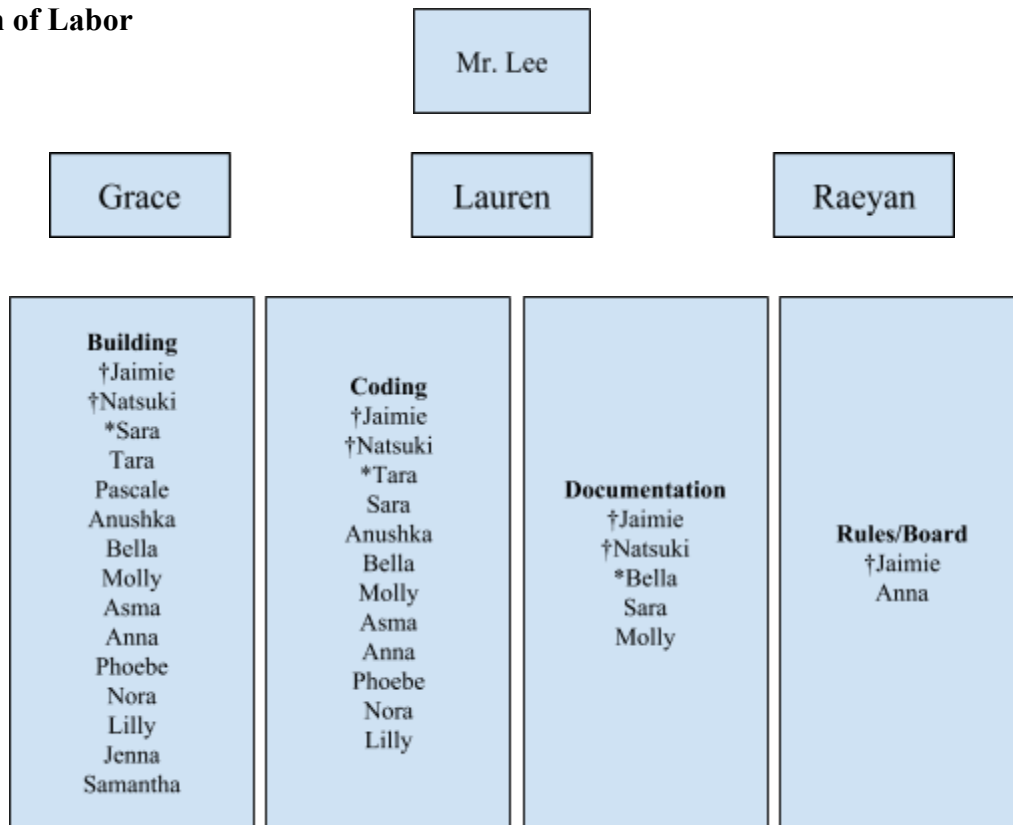 of Labor
Mr. Lee
Grace
Lauren
Raeyan
Building
†Jaimie
†Natsuki
*Sara
Tara
Pascale
Anushka
Bella
Molly
Asma
Anna
Phoebe
Nora
Lilly
Jenna
Samantha
Coding
†Jaimie
†Natsuki
*Tara
Sara
Anushka
Bella
Molly
Asma
Anna
Phoebe
Nora
Lilly
Documentation
†Jaimie
†Natsuki
*Bella
Sara
Molly
Rules/Board
†Jaimie
Anna